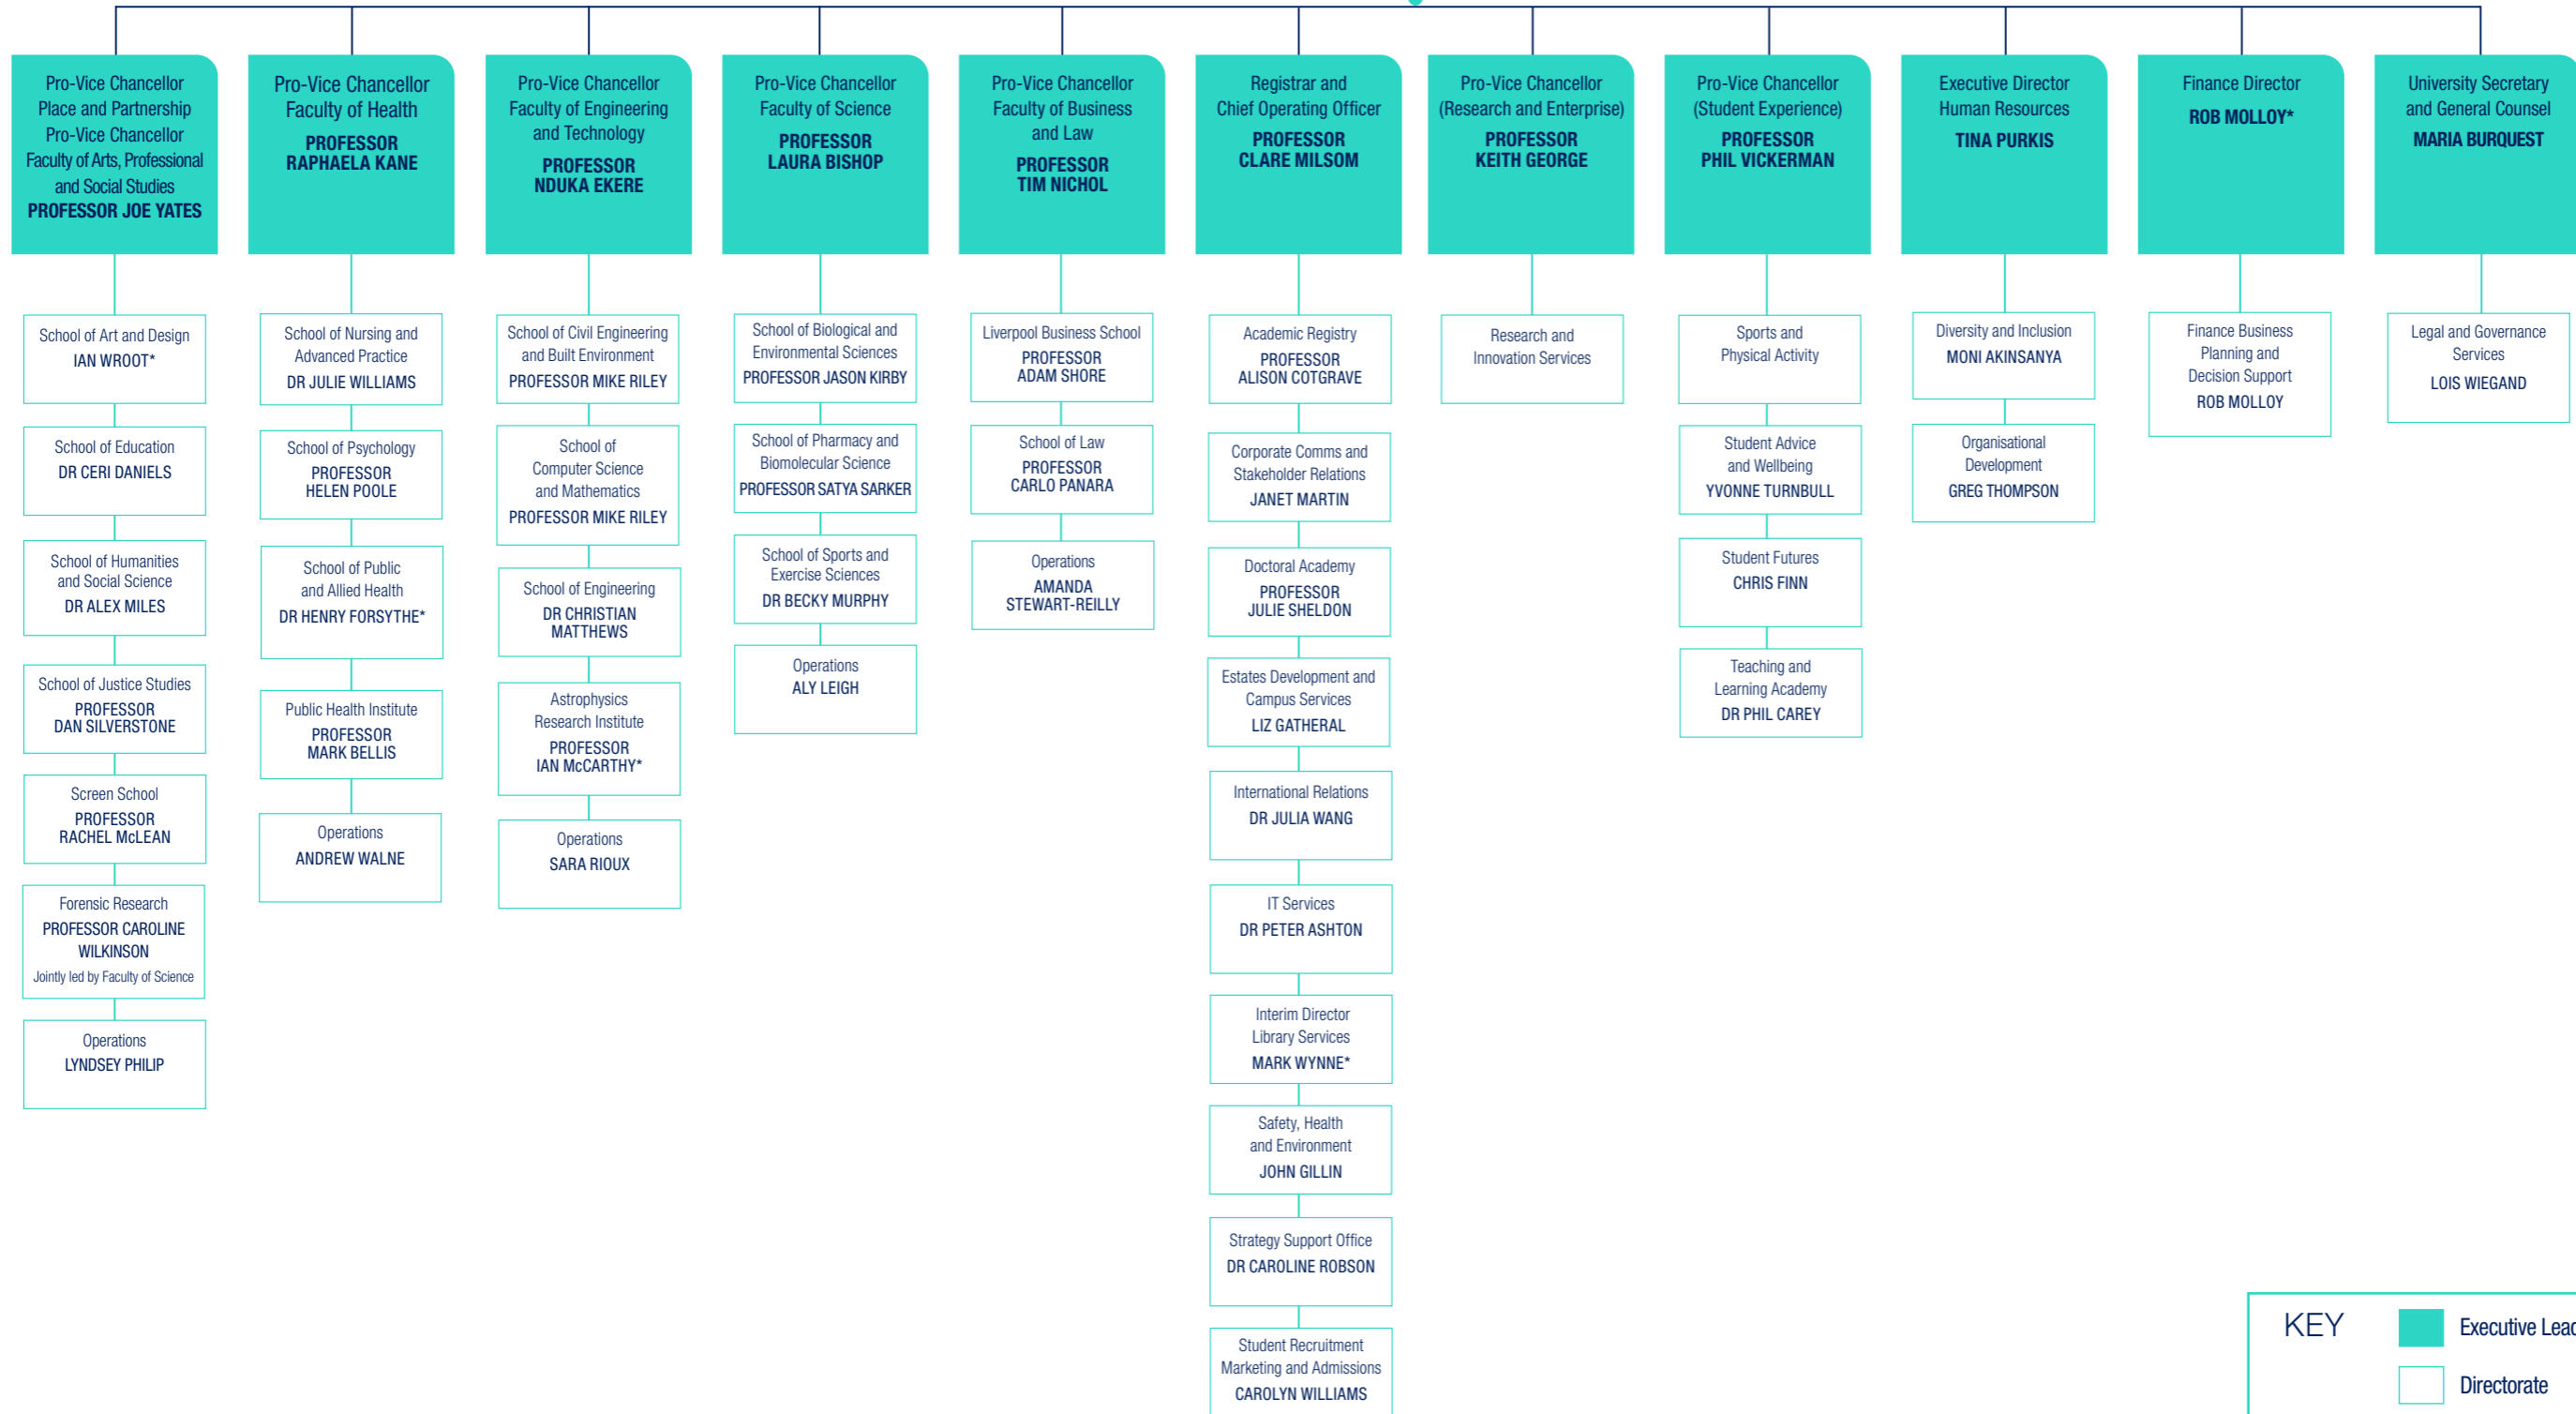 Pro-Vice Chancellor
Place and Partnership
Pro-Vice Chancellor
Faculty of Arts, Professional
and Social Studies
PROFESSOR JOE YATES
School of Art and Design
IAN WROOT*
School of Education
DR CERI DANIELS
School of Humanities
and Social Science
DR ALEX MILES
School of Justice Studies
PROFESSOR
DAN SILVERSTONE
Screen School
PROFESSOR
RACHEL McLEAN
Forensic Research
PROFESSOR CAROLINE
WILKINSON
Jointly led by Faculty of Science
Operations
LYNDSEY PHILIP
Pro-Vice Chancellor
Faculty of Health
PROFESSOR
RAPHAELA KANE
School of Nursing and
Advanced Practice
DR JULIE WILLIAMS
School of Psychology
PROFESSOR
HELEN POOLE
School of Public
and Allied Health
DR HENRY FORSYTHE*
Public Health Institute
PROFESSOR
MARK BELLIS
Operations
ANDREW WALNE
Pro-Vice Chancellor
Faculty of Engineering
and Technology
PROFESSOR
NDUKA EKERE
School of Civil Engineering
and Built Environment
PROFESSOR MIKE RILEY
School of
Computer Science
and Mathematics
PROFESSOR MIKE RILEY
School of Engineering
DR CHRISTIAN
MATTHEWS
Astrophysics
Research Institute
PROFESSOR
IAN McCARTHY*
Operations
SARA RIOUX
Pro-Vice Chancellor
Faculty of Science
PROFESSOR
LAURA BISHOP
School of Biological and
Environmental Sciences
PROFESSOR JASON KIRBY
School of Pharmacy and
Biomolecular Science
PROFESSOR SATYA SARKER
School of Sports and
Exercise Sciences
DR BECKY MURPHY
Operations
ALY LEIGH
Pro-Vice Chancellor
Faculty of Business
and Law
PROFESSOR
TIM NICHOL
Liverpool Business School
PROFESSOR
ADAM SHORE
School of Law
PROFESSOR
CARLO PANARA
Operations
AMANDA
STEWART-REILLY
Registrar and
Chief Operating Officer
PROFESSOR
CLARE MILSOM
Academic Registry
PROFESSOR
ALISON COTGRAVE
Corporate Comms and
Stakeholder Relations
JANET MARTIN
Doctoral Academy
PROFESSOR
JULIE SHELDON
Estates Development and
Campus Services
LIZ GATHERAL
International Relations
DR JULIA WANG
IT Services
DR PETER ASHTON
Interim Director
Library Services
MARK WYNNE*
Safety, Health
and Environment
JOHN GILLIN
Strategy Support Office
DR CAROLINE ROBSON
Student Recruitment
Marketing and Admissions
CAROLYN WILLIAMS
Pro-Vice Chancellor
(Research and Enterprise)
PROFESSOR
KEITH GEORGE
Research and
Innovation Services
Pro-Vice Chancellor
(Student Experience)
PROFESSOR
PHIL VICKERMAN
Sports and
Physical Activity
Student Advice
and Wellbeing
YVONNE TURNBULL
Student Futures
CHRIS FINN
Teaching and
Learning Academy
DR PHIL CAREY
Executive Director
Human Resources
TINA PURKIS
Diversity and Inclusion
MONI AKINSANYA
Organisational
Development
GREG THOMPSON
Finance Director
ROB MOLLOY*
Finance Business
Planning and
Decision Support
ROB MOLLOY
University Secretary
and General Counsel
MARIA BURQUEST
Legal and Governance
Services
LOIS WIEGAND
KEY
Executive Lead
Directorate